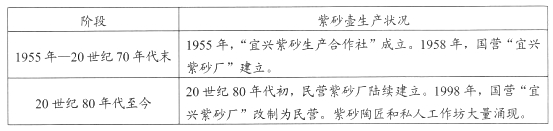 阶段
紫砂壶生产状况
1955年—20世纪70年代末
1955年，“宜兴紫砂生产合作社”成立。1958年，国营“宜兴
紫砂厂”建立。
20世纪80年代至今
20世纪80年代初，民营紫砂厂陆续建立。1998年，国营“宜
兴紫砂厂”改制为民营。紫砂陶匠和私人工作坊大量涌现。